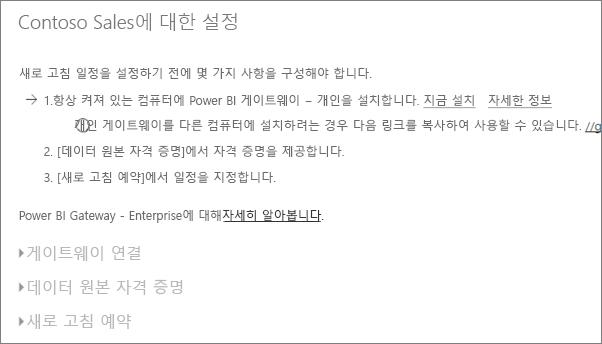 Contoso Sales에 대한 설정
새로 고침 일정을 설정하기 전에 몇 가지 사항을 구성해야 합니다.
1.항상 켜져 있는 컴퓨터에 Power BI 게이트웨이 – 개인을 설치합니다. 지금 설치 자세한 정보
개인 게이트웨이를 다른 컴퓨터에 설치하려는 경우 다음 링크를 복사하여 사용할 수 있습니다. //g
2. [데이터 원본 자격 증명]에서 자격 증명을 제공합니다.
3. [새로 고침 예약]에서 일정을 지정합니다.
Power BI Gateway - Enterprise에 대해자세히 알아봅니다.
게이트웨이 연결
데이터 원본 자격 증명
새로 고침 예약